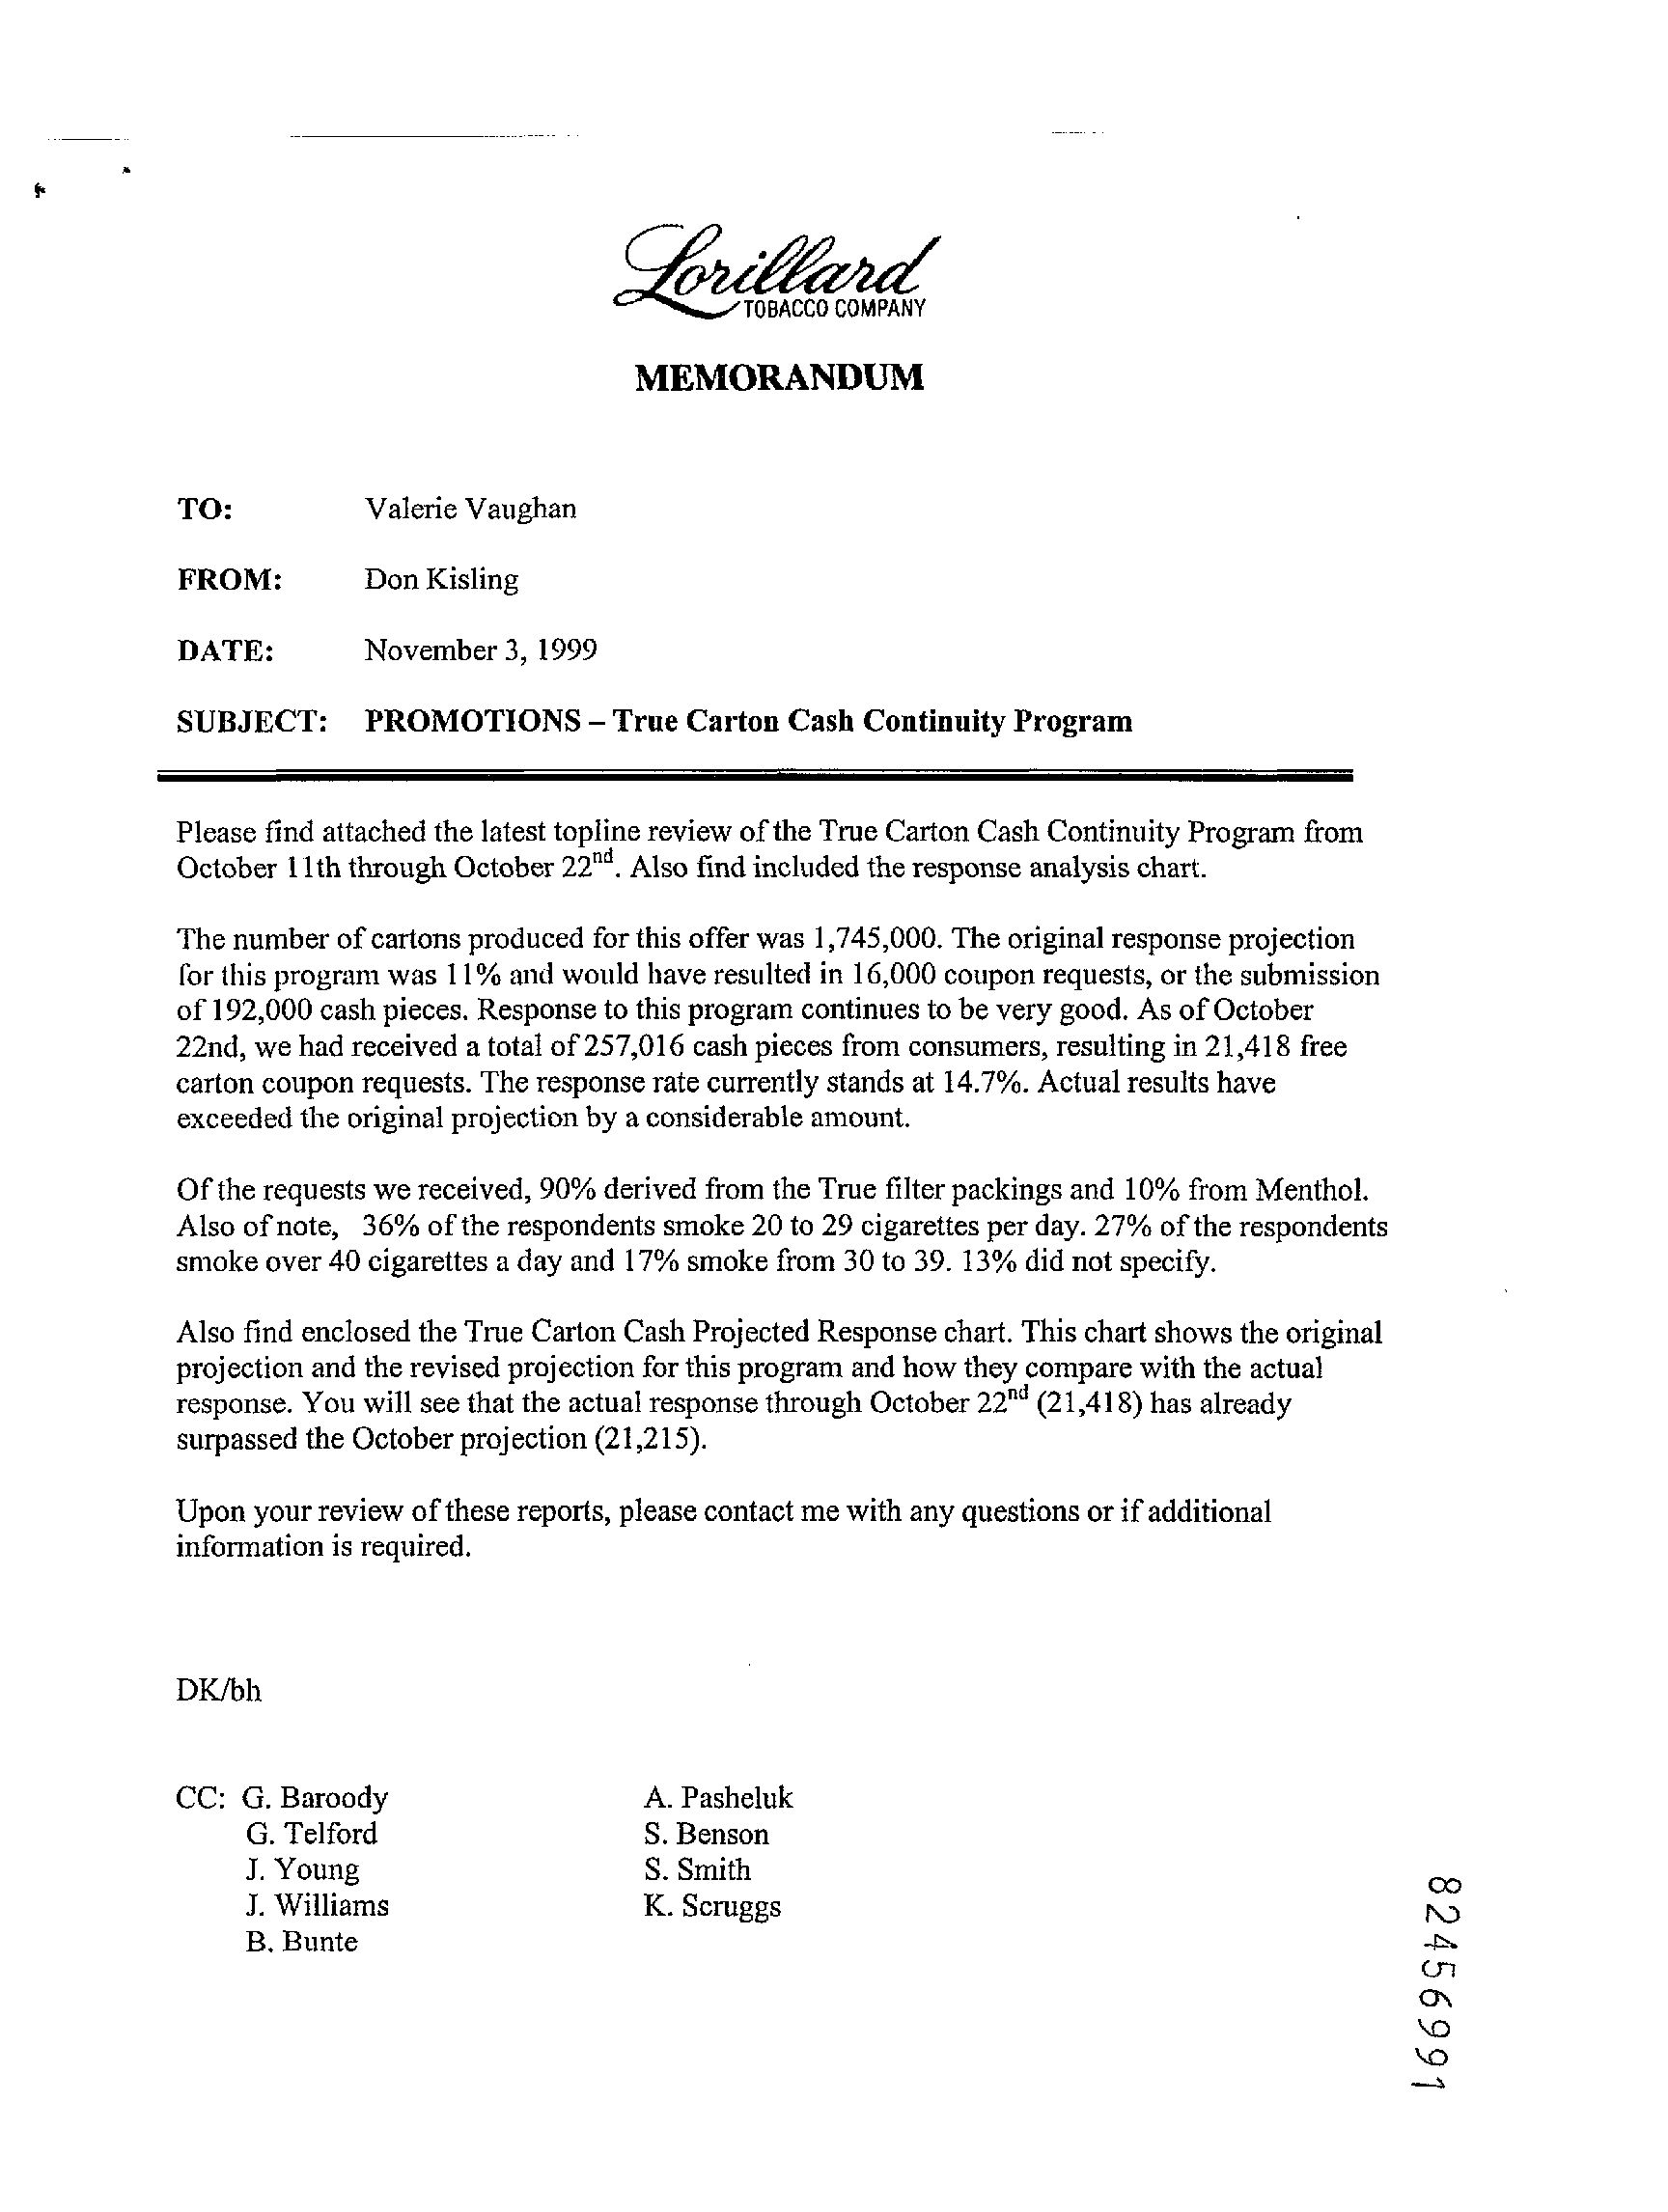 Lorillard
TOBACCO COMPANY
MEMORANDUM
TO: Valerie Vaughan
FROM: Don Kisling
DATE: November 3, 1999
SUBJECT: PROMOTIONS – True Carton Cash Continuity Program
Please find attached the latest topline review of the True Carton Cash Continuity Program from
October 11th through October 22nd. Also find included the response analysis chart.
The number of cartons produced for this offer was 1,745,000. The original response projection
for this program was 11% and would have resulted in 16,000 coupon requests, or the submission
of 192,000 cash pieces. Response to this program continues to be very good. As of October
22nd, we had received a total of 257,016 cash pieces from consumers, resulting in 21,418 free
carton coupon requests. The response rate currently stands at 14.7%. Actual results have
exceeded the original projection by a considerable amount.
Of the requests we received, 90% derived from the True filter packings and 10% from Menthol.
Also of note, 36% of the respondents smoke 20 to 29 cigarettes per day. 27% of the respondents
smoke over 40 cigarettes a day and 17% smoke from 30 to 39. 13% did not specify.
Also find enclosed the True Carton Cash Projected Response chart. This chart shows the original
projection and the revised projection for this program and how they compare with the actual
response. You will see that the actual response through October 22nd (21,418) has already
surpassed the October projection (21,215).
Upon your review of these reports, please contact me with any questions or if additional
information is required.
DK/bh
CC: G. Baroody A. Pasheluk
G. Telford S. Benson
J. Young S. Smith
J. Williams K. Scruggs
B. Bunte
82456991